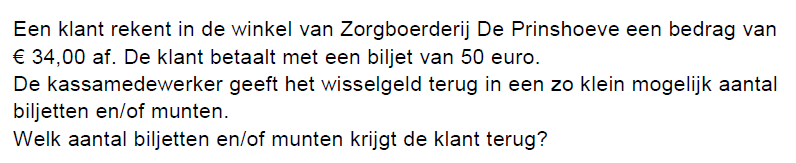 Een klant rekent in de winkel van Zorgboerderij De Prinshoeve een bedrag van
€ 34,00 af. De klant betaalt met een biljet van 50 euro.
De kassamedewerker geeft het wisselgeld terug in een zo klein mogelijk aantal
biljetten en/of munten.
Welk aantal biljetten en/of munten krijgt de klant terug?